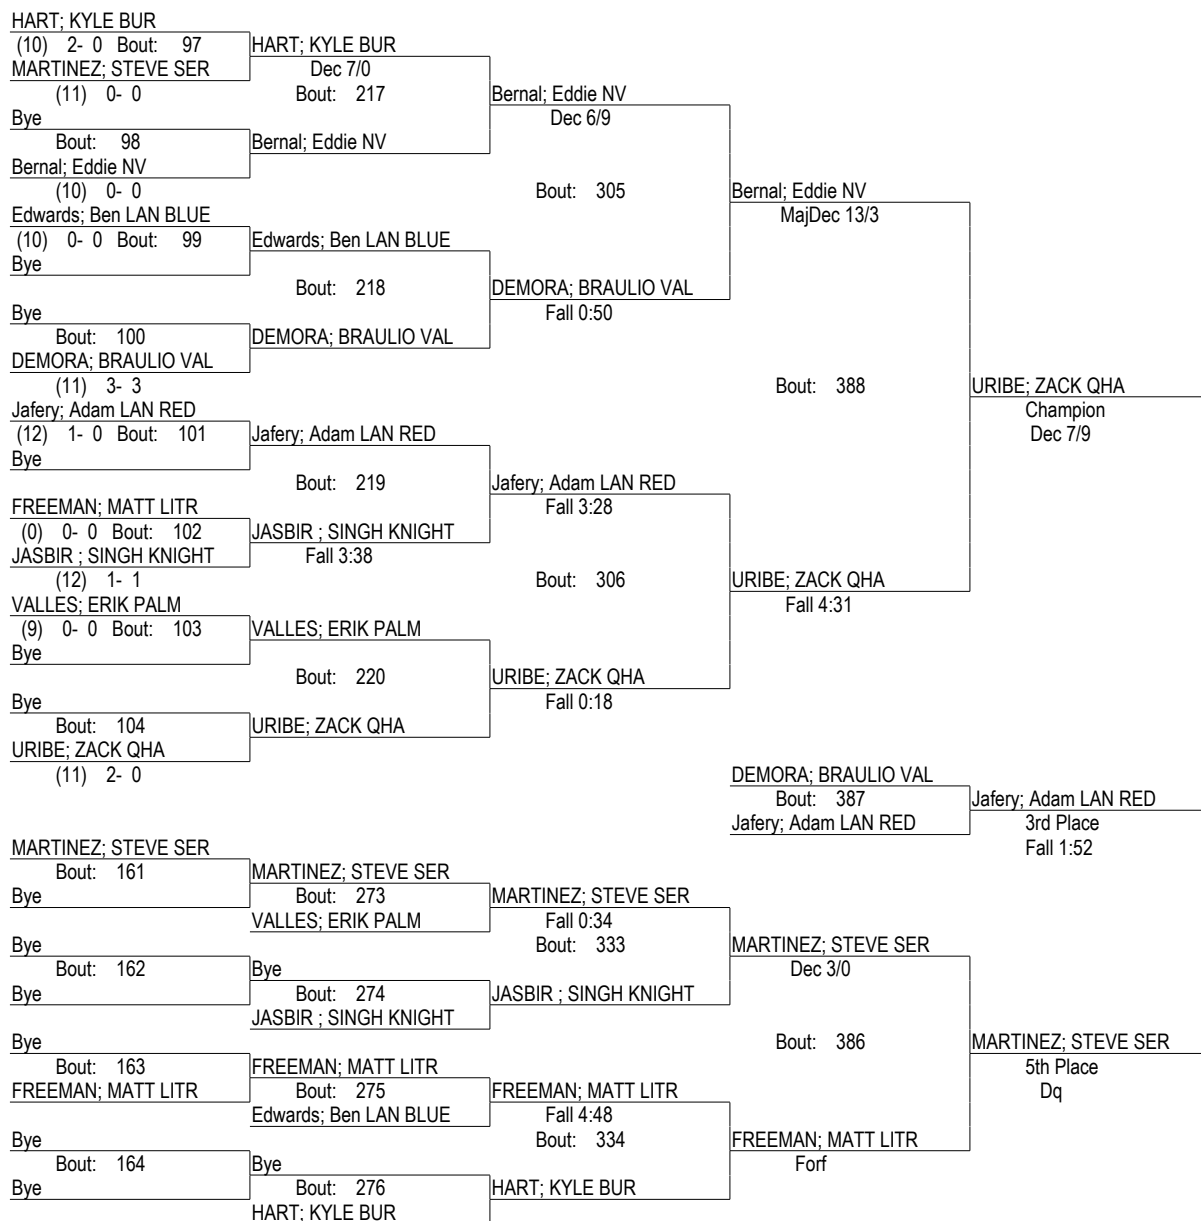 HART; KYLE BUR
(10) 2- 0 Bout: 97 HART; KYLE BUR
MARTINEZ; STEVE SER Dec 7/0
(11) 0- 0 Bout: 217 Bernal; Eddie NV
Bye Dec 6/9
Bout: 98 Bernal; Eddie NV
Bernal; Eddie NV
(10) 0- 0 Bout: 305 Bernal; Eddie NV
Edwards; Ben LAN BLUE MajDec 13/3
(10) 0- 0 Bout: 99 Edwards; Ben LAN BLUE
Bye
Bout: 218 DEMORA; BRAULIO VAL
Bye Fall 0:50
Bout: 100 DEMORA; BRAULIO VAL
DEMORA; BRAULIO VAL
(11) 3- 3 Bout: 388 URIBE; ZACK QHA
Jafery; Adam LAN RED Champion
(12) 1- 0 Bout: 101 Jafery; Adam LAN RED Dec 7/9
Bye
Bout: 219 Jafery; Adam LAN RED
FREEMAN; MATT LITR Fall 3:28
(0) 0- 0 Bout: 102 JASBIR ; SINGH KNIGHT
JASBIR ; SINGH KNIGHT Fall 3:38
(12) 1- 1 Bout: 306 URIBE; ZACK QHA
VALLES; ERIK PALM Fall 4:31
(9) 0- 0 Bout: 103 VALLES; ERIK PALM
Bye
Bout: 220 URIBE; ZACK QHA
Bye Fall 0:18
Bout: 104 URIBE; ZACK QHA
URIBE; ZACK QHA
(11) 2- 0 DEMORA; BRAULIO VAL
Bout: 387 Jafery; Adam LAN RED
Jafery; Adam LAN RED 3rd Place
MARTINEZ; STEVE SER Fall 1:52
Bout: 161 MARTINEZ; STEVE SER
Bye Bout: 273 MARTINEZ; STEVE SER
VALLES; ERIK PALM Fall 0:34
Bye Bout: 333 MARTINEZ; STEVE SER
Bout: 162 Bye Dec 3/0
Bye Bout: 274 JASBIR ; SINGH KNIGHT
JASBIR ; SINGH KNIGHT
Bye Bout: 386 MARTINEZ; STEVE SER
Bout: 163 FREEMAN; MATT LITR 5th Place
FREEMAN; MATT LITR Bout: 275 FREEMAN; MATT LITR Dq
Edwards; Ben LAN BLUE Fall 4:48
Bye Bout: 334 FREEMAN; MATT LITR
Bout: 164 Bye Forf
Bye Bout: 276 HART; KYLE BUR
HART; KYLE BUR